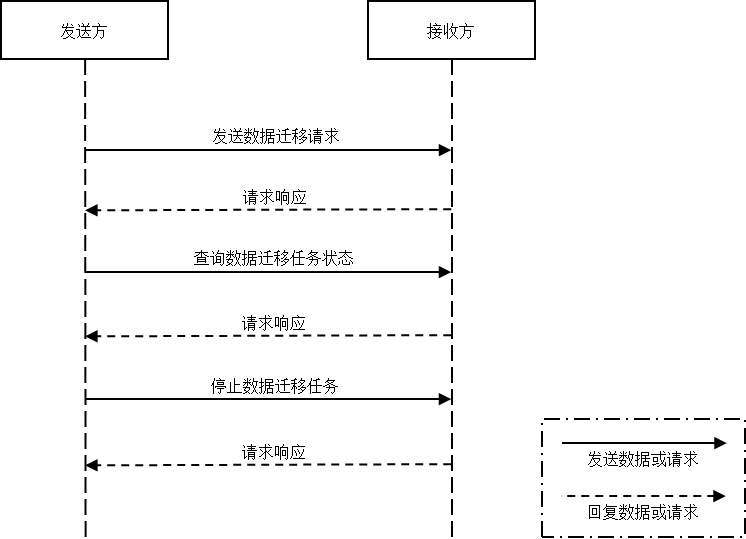 发送方
接收方
发送数据迁移请求
请求响应
查询数据迁移任务状态
请求响应
停止数据迁移任务
请求响应
发送数据或请求
回复数据或请求